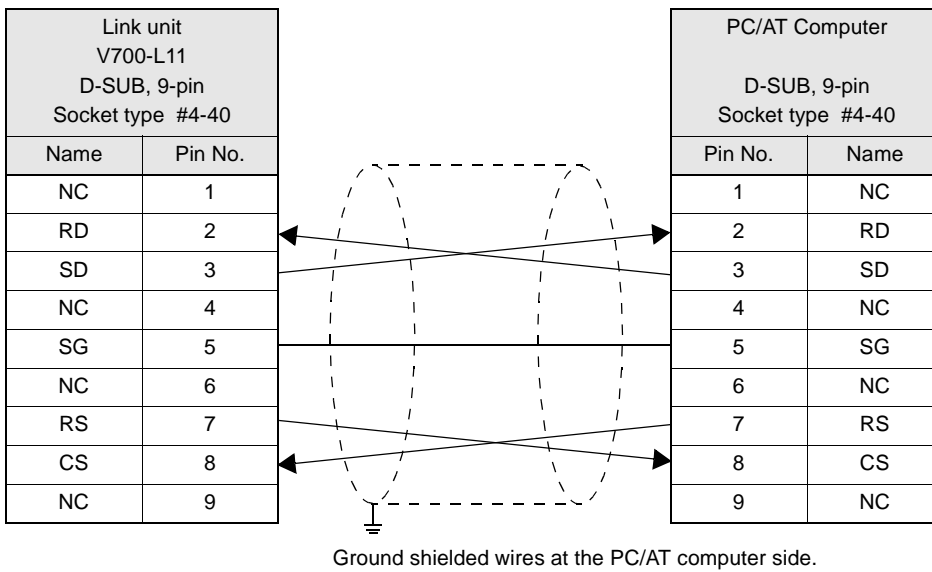 Link unit
V700-L11
D-SUB, 9-pin
Socket type #4-40
Name Pin No.
NC 1
RD 2
SD 3
NC 4
SG 5
NC 6
RS 7
CS 8
NC 9
PC/AT Computer
D-SUB, 9-pin
Socket type #4-40
Pin No. Name
1 NC
2 RD
3 SD
4 NC
5 SG
6 NC
7 RS
8 CS
9 NC
Ground shielded wires at the PC/AT computer side.